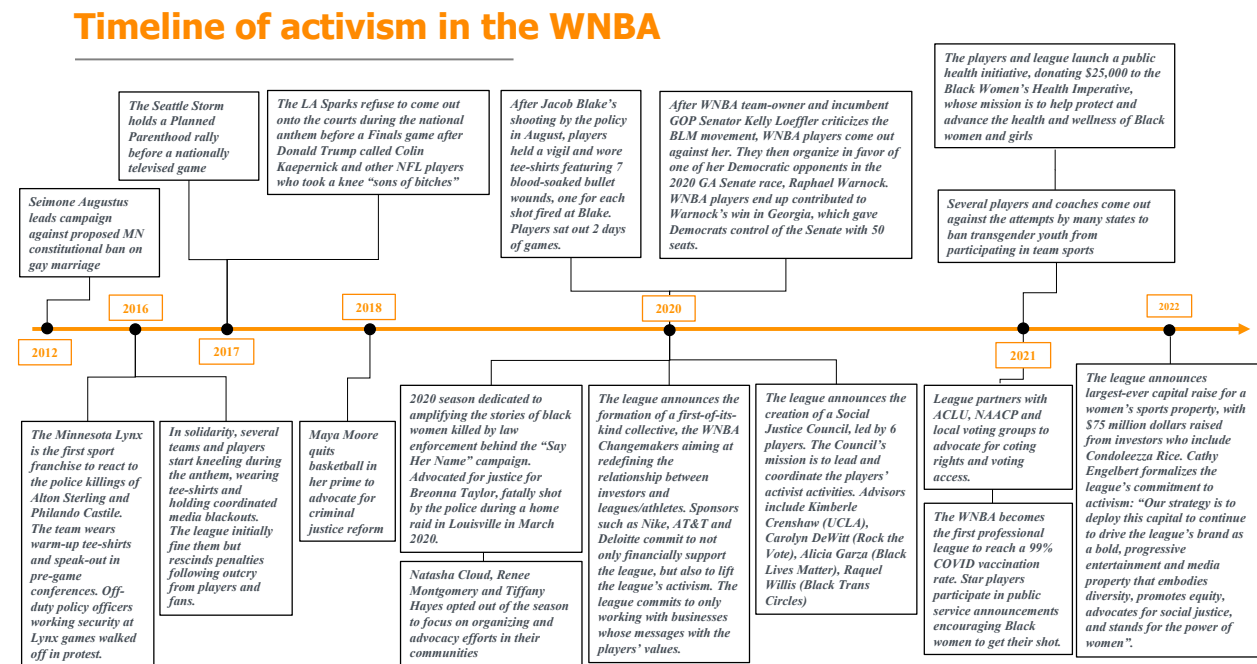 Timeline of activism in the WNBA
The players and league launch a public
health initiative, donating $25,000 to the
Black Women's Health Imperative,
whose mission is to help protect and
advance the health and wellness of Black
women and girls
The Seattle Storm
holds a Planned
Parenthood rally
before a nationally
televised game
The LA Sparks refuse to come out
onto the courts during the national
anthem before a Finals game after
Donald Trump called Colin
Kaepernick and other NFL players
who took a knee “sons of bitches”
After Jacob Blake's
shooting by the policy
in August, players
held a vigil and wore
tee-shirts featuring 7
blood-soaked bullet
wounds, one for each
shot fired at Blake.
Players sat out 2 days
of games.
After WNBA team-owner and incumbent
GOP Senator Kelly Loeffler criticizes the
BLM movement, WNBA players come out
against her. They then organize in favor of
one of her Democratic opponents in the
2020 GA Senate race, Raphael Warnock.
WNBA players end up contributed to
Warnock's win in Georgia, which gave
Democrats control of the Senate with 50
seats.
Seimone Augustus
leads campaign
against proposed MN
constitutional ban on
gay marriage
Several players and coaches come out
against the attempts by many states to
ban transgender youth from
participating in team sports
2016
2018
2020
2022
2012
2017
2021
The Minnesota Lynx
is the first sport
franchise to react to
the police killings of
Alton Sterling and
Philando Castile.
The team wears
warm-up tee-shirts
and speak-out in
pre-game
conferences. Off-
duty policy officers
working security at
Lynx games walked
off in protest.
In solidarity, several
teams and players
start kneeling during
the anthem, wearing
tee-shirts and
holding coordinated
media blackouts.
The league initially
fine them but
rescinds penalties
following outcry
from players and
fans.
Maya Moore
quits
basketball in
her prime to
advocate for
criminal
justice reform
2020 season dedicated to
amplifying the stories of black
women killed by law
enforcement behind the “Say
Her Name” campaign.
Advocated for justice for
Breonna Taylor, fatally shot
by the police during a home
raid in Louisville in March
2020.
Natasha Cloud, Renee
Montgomery and Tiffany
Hayes opted out of the season
to focus on organizing and
advocacy efforts in their
communities
The league announces the
formation of a first-of-its-
kind collective, the WNBA
Changemakers aiming at
redefining the
relationship between
investors and
leagues/athletes. Sponsors
such as Nike, AT&T and
Deloitte commit to not
only financially support
the league, but also to lift
the league's activism. The
league commits to only
working with businesses
whose messages with the
players' values.
The league announces the
creation of a Social
Justice Council, led by 6
players. The Council's
mission is to lead and
coordinate the players'
activist activities. Advisors
include Kimberle
Crenshaw (UCLA),
Carolyn DeWitt (Rock the
Vote), Alicia Garza (Black
Lives Matter), Raquel
Willis (Black Trans
Circles)
League partners with
ACLU, NAACP and
local voting groups to
advocate for coting
rights and voting
access.
The WNBA becomes
the first professional
league to reach a 99%
COVID vaccination
rate. Star players
participate in public
service announcements
encouraging Black
women to get their shot.
The league announces
largest-ever capital raise for a
women's sports property, with
$75 million dollars raised
from investors who include
Condoleezza Rice. Cathy
Engelbert formalizes the
league's commitment to
activism: “Our strategy is to
deploy this capital to continue
to drive the league's brand as
a bold, progressive
entertainment and media
property that embodies
diversity, promotes equity,
advocates for social justice,
and stands for the power of
women”.